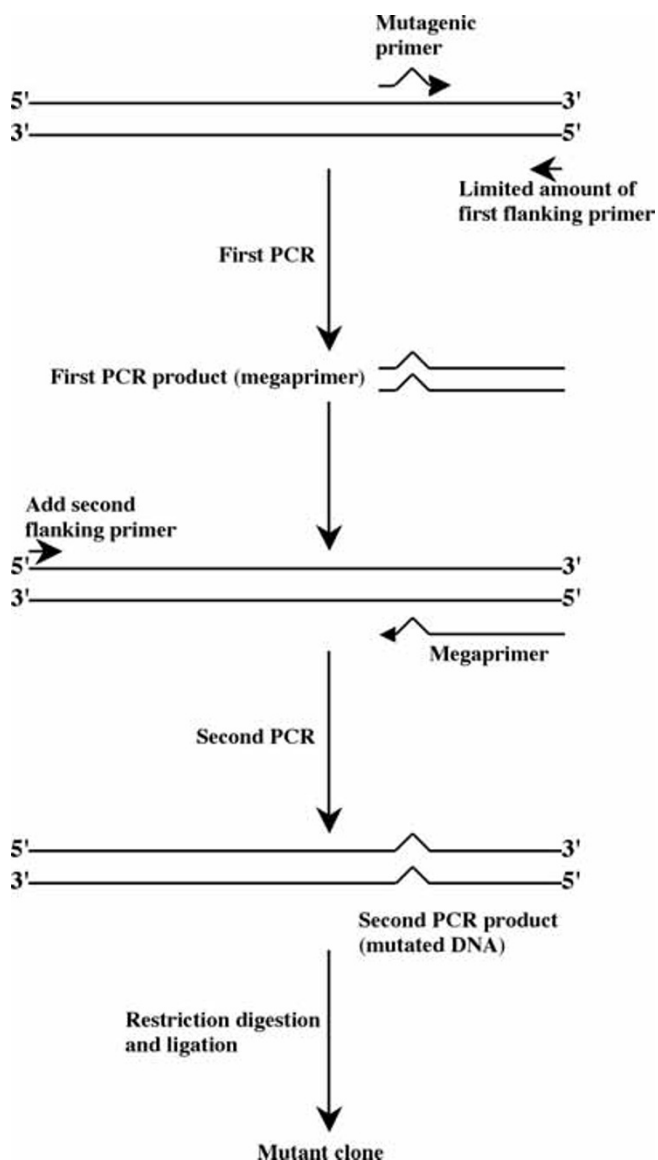 Mutagenic
primer
5' 3'
3' 5'
Limited amount of
first flanking primer
First PCR
First PCR product (megaprimer)
Add second
flanking primer
5' 3'
3' 5'
Megaprimer
Second PCR
5' 3'
3' 5'
Second PCR product
(mutated DNA)
Restriction digestion
and ligation
Mutant clone